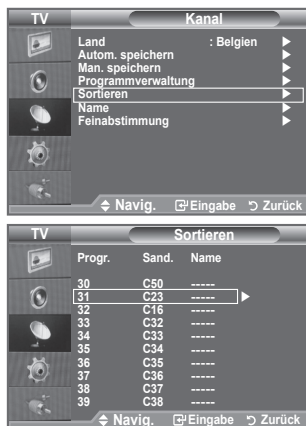 TV Kanal
Land : Belgien
Autom. speichern
Man. speichern
Programmverwaltung
Sortieren
Name
Feinabstimmung
Navig. Eingabe Zurück
TV Sortieren
Progr. Sand. Name
30 C50 -----
31 C23 -----
32 C16 -----
33 C32 -----
34 C33 -----
35 C34 -----
36 C35 -----
37 C36 -----
38 C37 -----
39 C38 -----
Navig. Eingabe Zurück